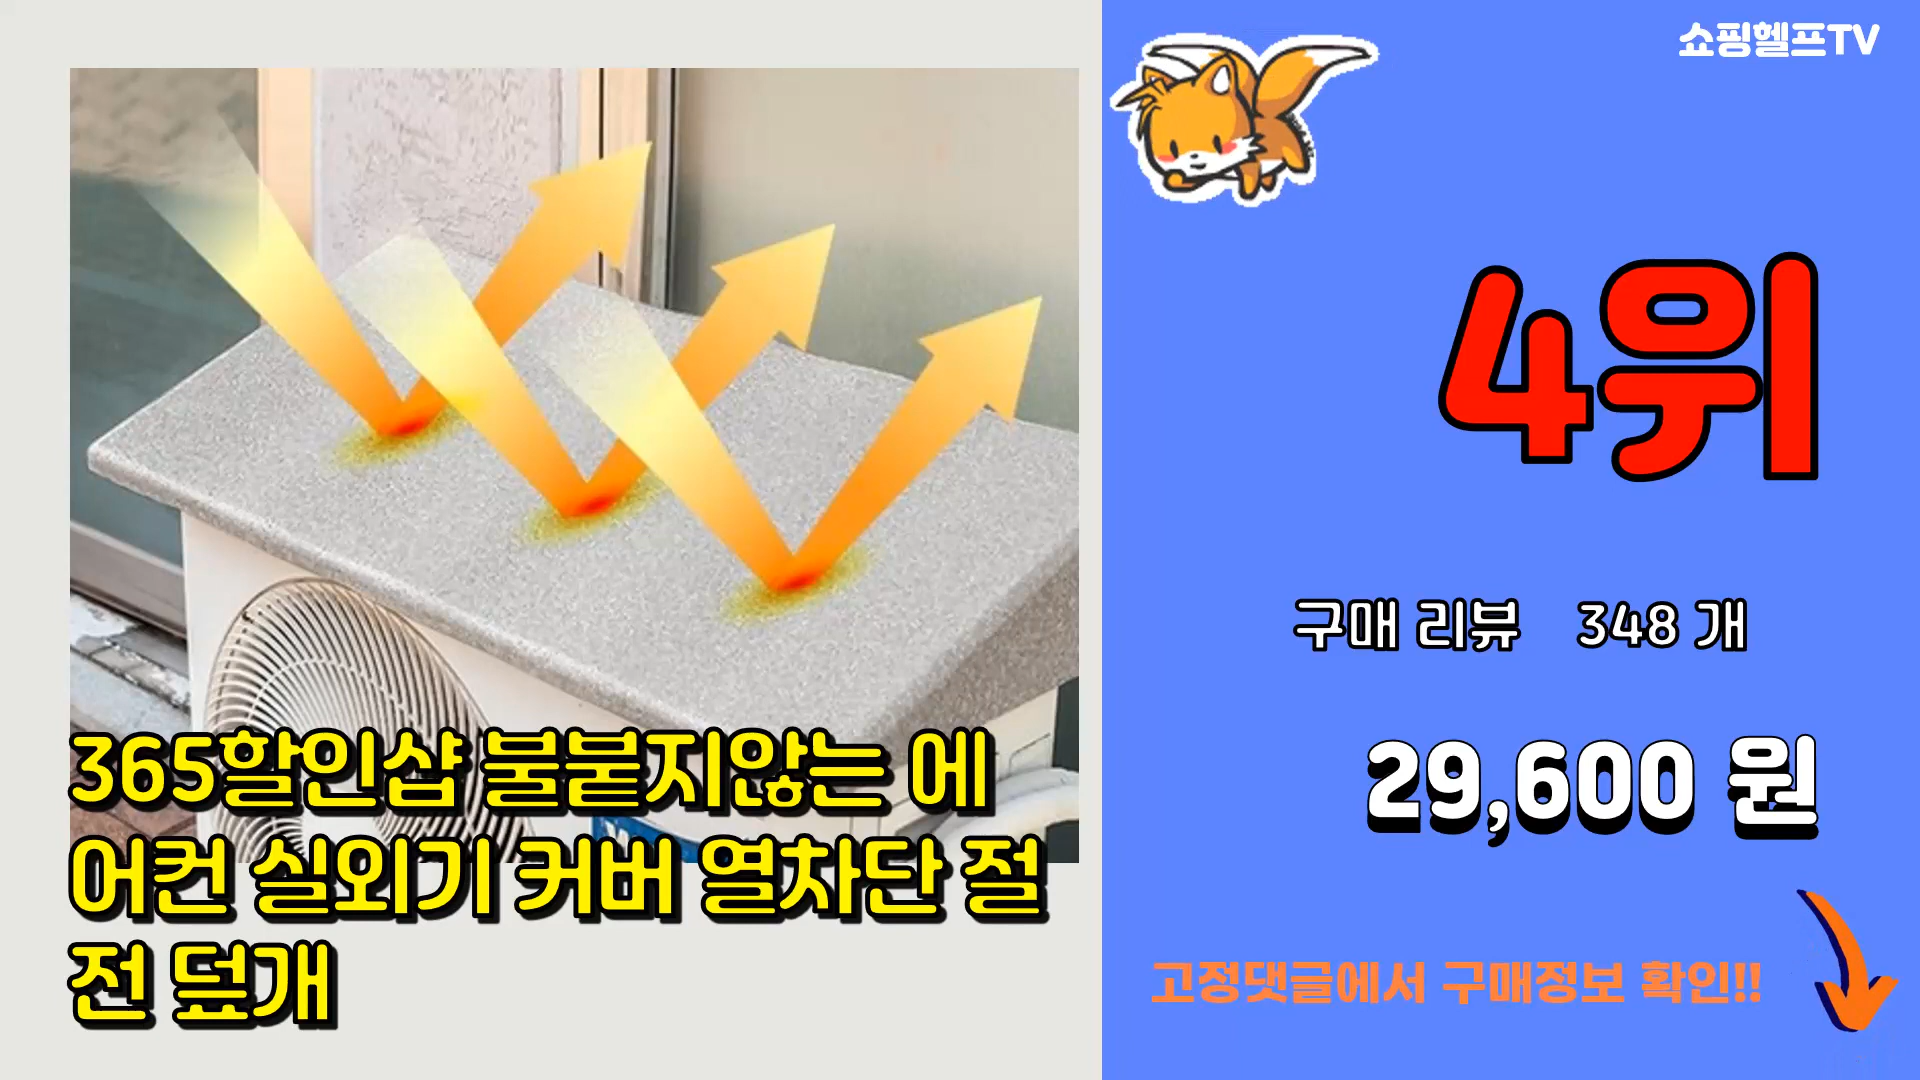 쇼핑헬프TV
4위
구매 리뷰 348 개
29,600 원
365할인샵 불붙지않는 에
어컨 실외기 커버 열차단 절
전 덮개
고정댓글에서 구매정보 확인!!